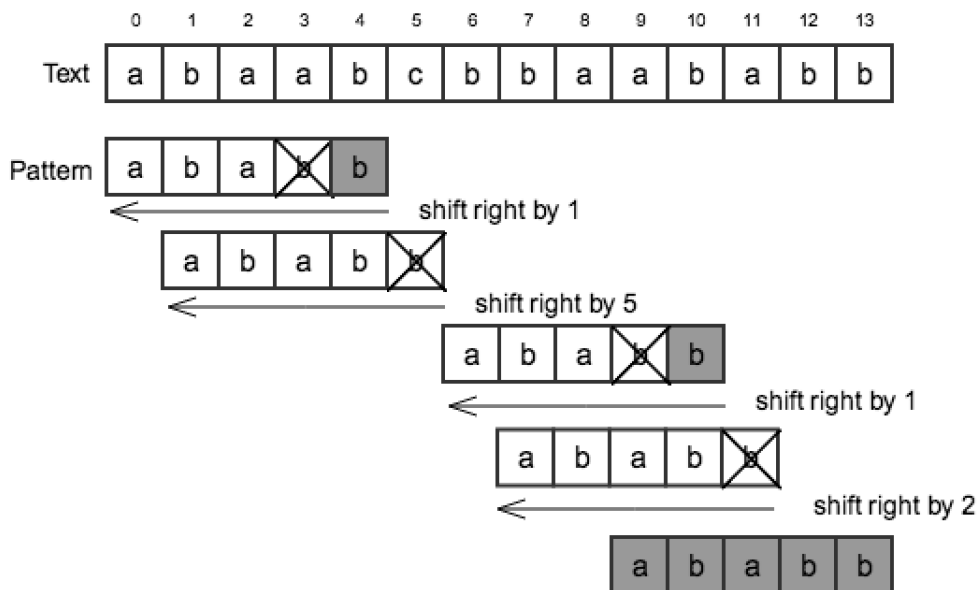 0 1 2 3 4 5 6 7 8 9 10 11 12 13
Text a b a a b c b b a a b a b b
Pattern a b a b b
shift right by 1
a b a b b
shift right by 5
a b a b b
shift right by 1
a b a b b
shift right by 2
a b a b b